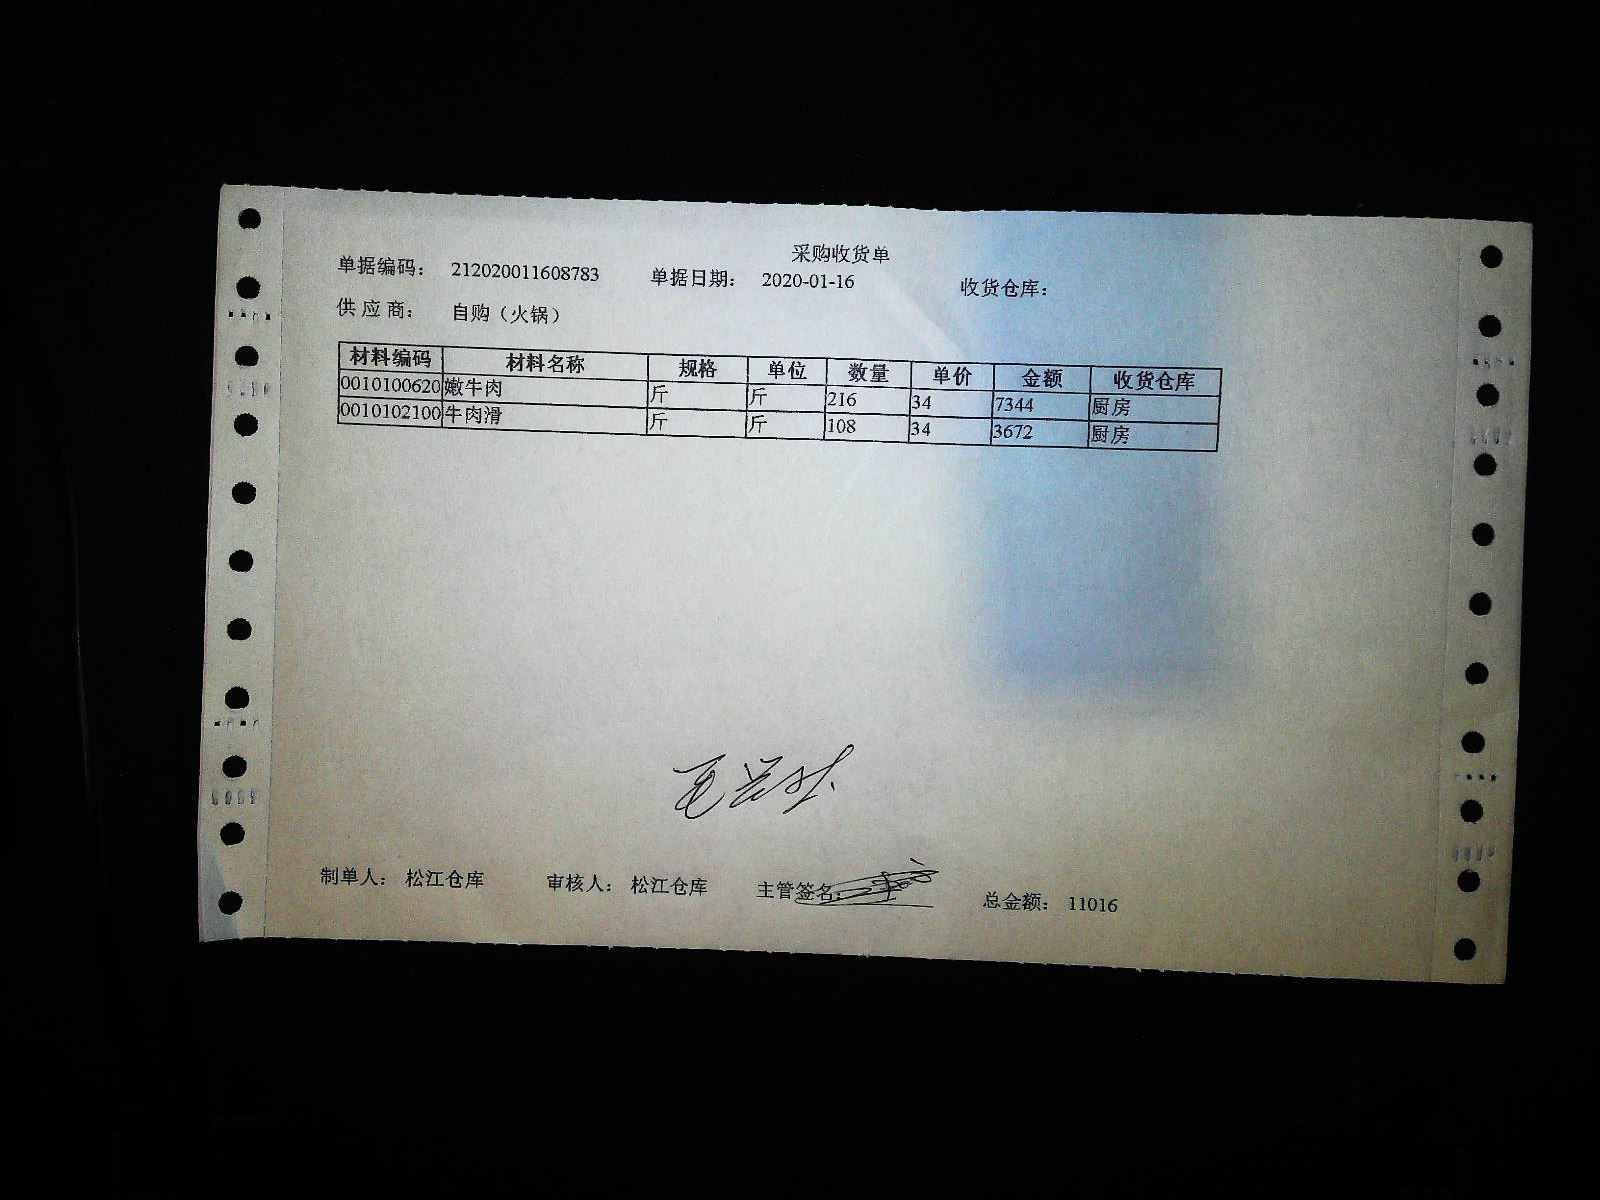 采购收货单
单据编码： 212020011608783 单据日期： 2020-01-16 收货仓库：
供 应 商： 自购（火锅）
材料编码 材料名称 规格 单位 数量 单价 金额 收货仓库
0010100620 嫩牛肉 斤 斤 216 34 7344 厨房
0010102100 牛肉滑 斤 斤 108 34 3672 厨房
制单人： 松江仓库 审核人： 松江仓库 主管签名： 总金额： 11016